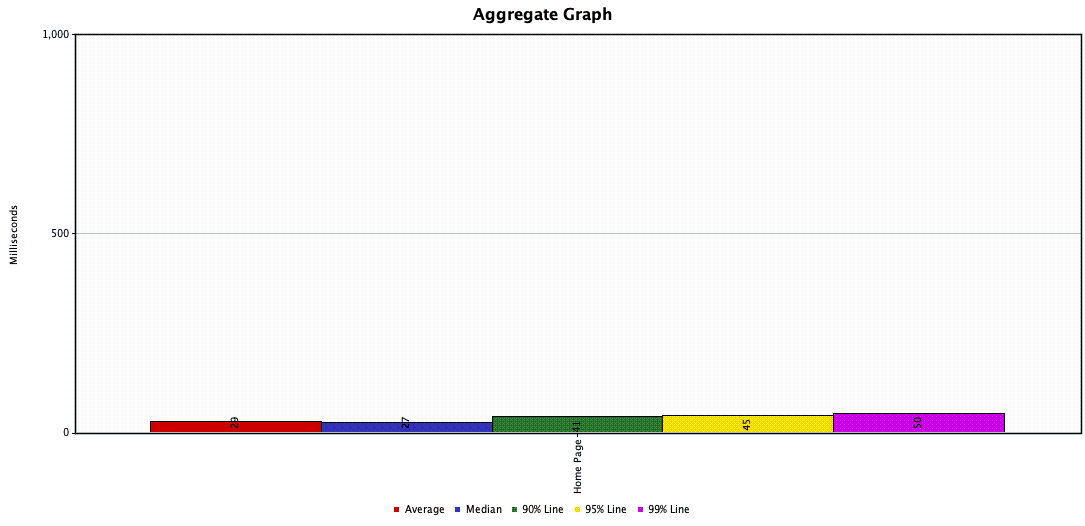 Aggregate Graph
1,000
500
0
Milliseconds
29
27
41
45
50
Home Page
Average
Median
90% Line
95% Line
99% Line